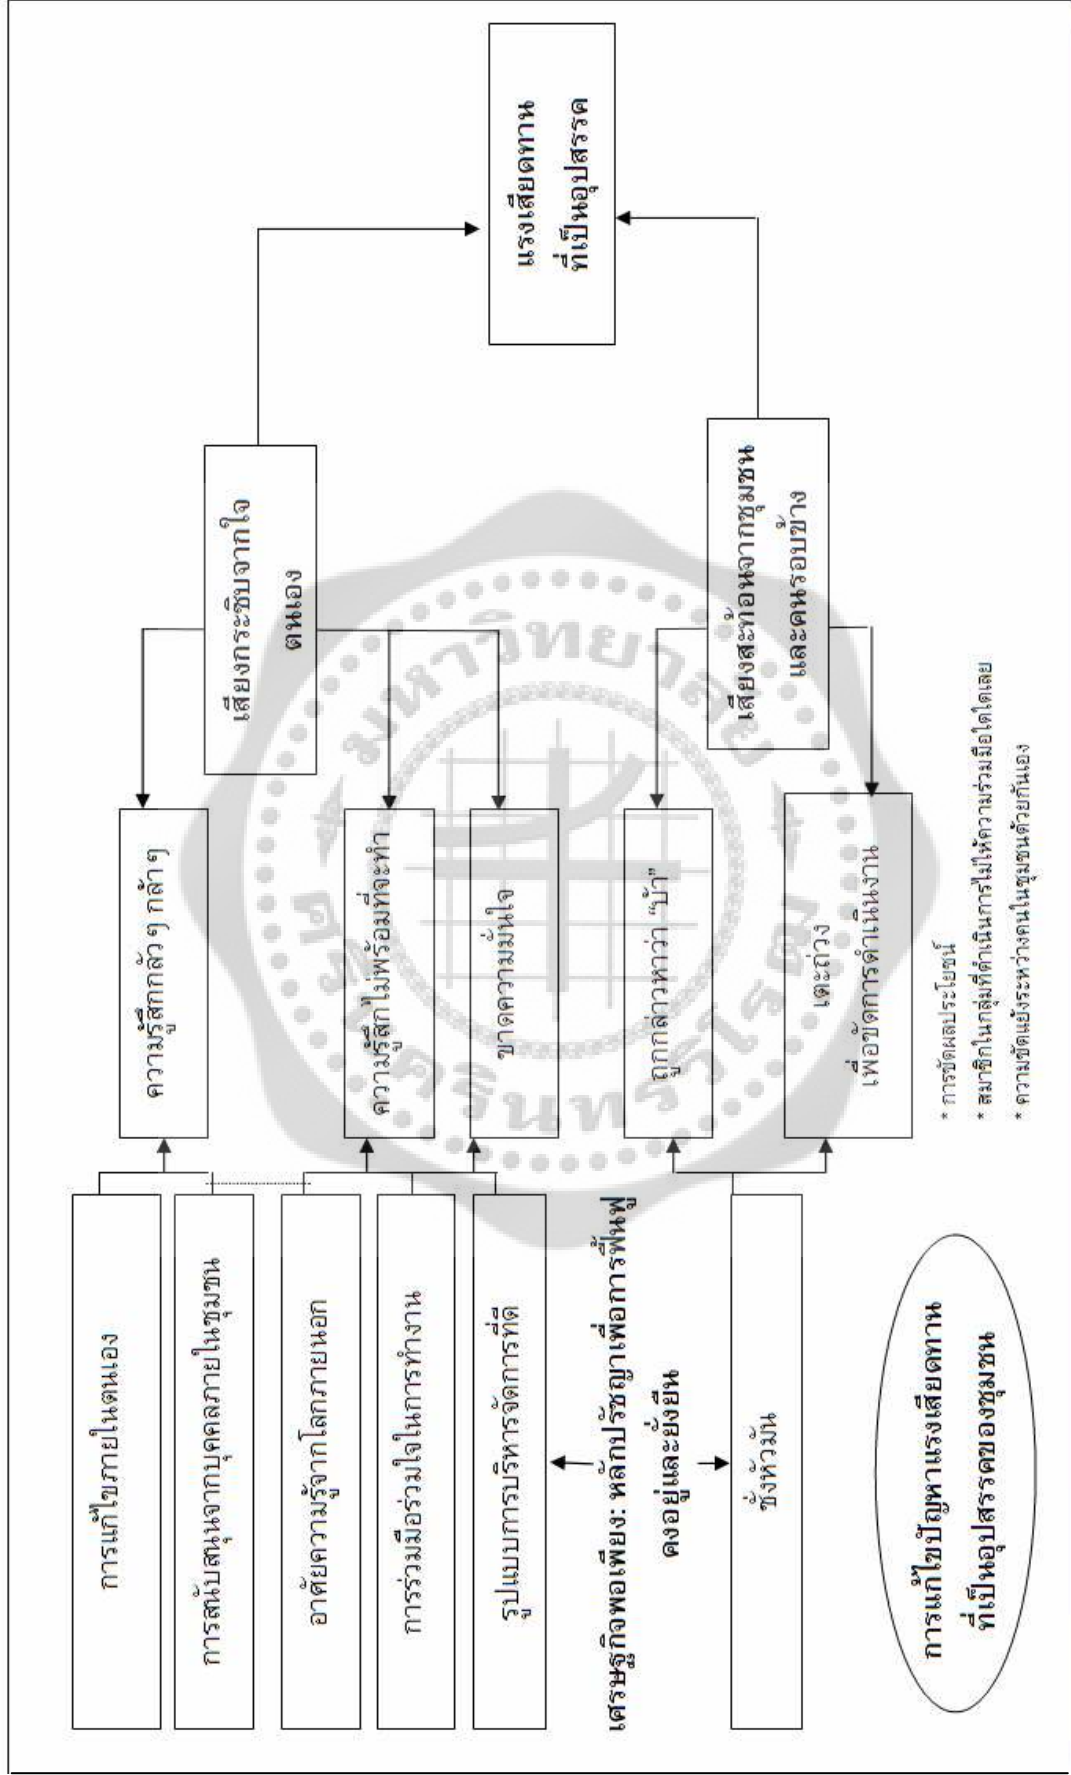 การแก้ไขภายในตนเอง
การสนับสนุนจากบุคคลภายในชุมชน
อาศัยความรู้จากโลกภายนอก
การร่วมมือร่วมใจในการทำงาน
รูปแบบการบริหารจัดการที่ดี
เศรษฐกิจพอเพียง: หลักปรัชญาเพื่อการฟื้นฟู
คงอยู่และยั่งยืน
ช่างหัวมัน
การแก้ไขปัญหาแรงเสียดทาน
ที่เป็นอุปสรรคของชุมชน
ความรู้สึกกลัว ๆ กล้า ๆ
ความรู้สึกไม่พร้อมที่จะทำ
ขาดความมั่นใจ
ถูกกล่าวหาว่า “บ้า”
เตะถ่วง
เพื่อขัดการดำเนินงาน
* การขัดผลประโยชน์
* สมาชิกในกลุ่มที่ดำเนินการไม่ให้ความร่วมมือใดใดเลย
* ความขัดแย้งระหว่างคนในชุมชนด้วยกันเอง
เสียงกระซิบจากใจ
ตนเอง
เสียงสะท้อนจากชุมชน
และคนรอบข้าง
แรงเสียดทาน
ที่เป็นอุปสรรค
มหาวิทยาลัย
ศรีนครินทรวิโรฒ